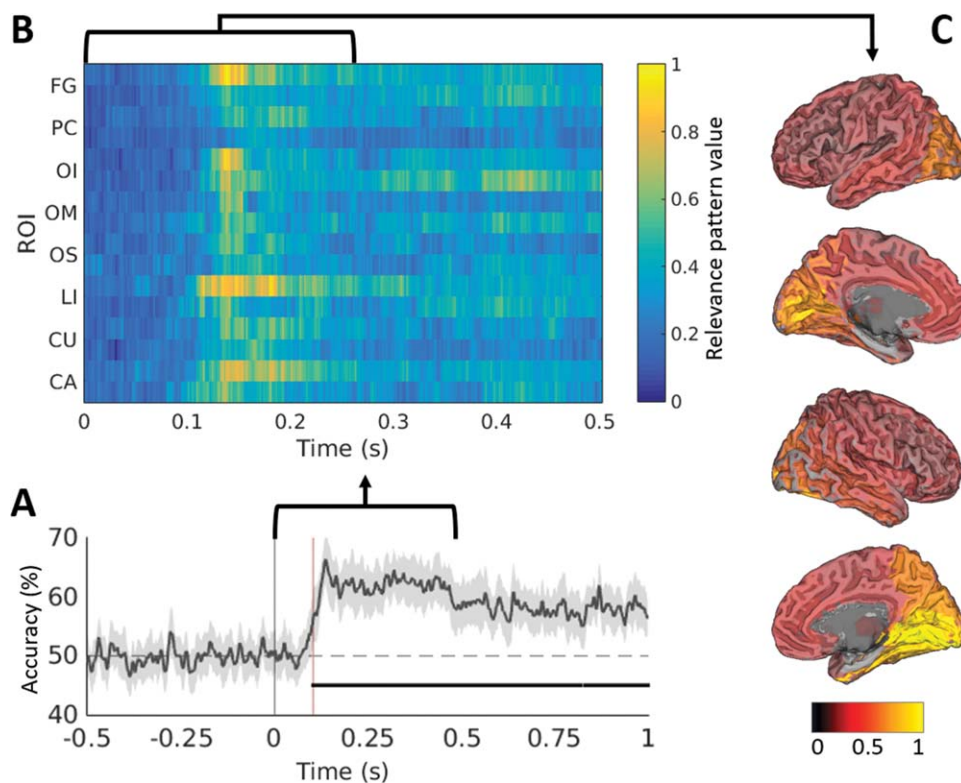 B
C
ROI
FG
PC
OI
OM
OS
LI
CU
CA
0
0.1
0.2
0.3
0.4
0.5
Time (s)
1
0.8
0.6
0.4
0.2
0
Relevance pattern value
A
Accuracy (%)
70
60
50
40
-0.5
-0.25
0
0.25
0.5
0.75
1
Time (s)
0 0.5 1